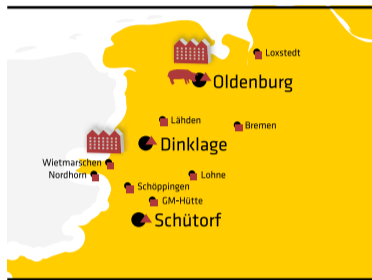 Loxstedt
Oldenburg
Lähden
Bremen
Dinklage
Wietmarschen
Nordhorn
Lohne
Schöppingen
GM-Hütte
Schütorf